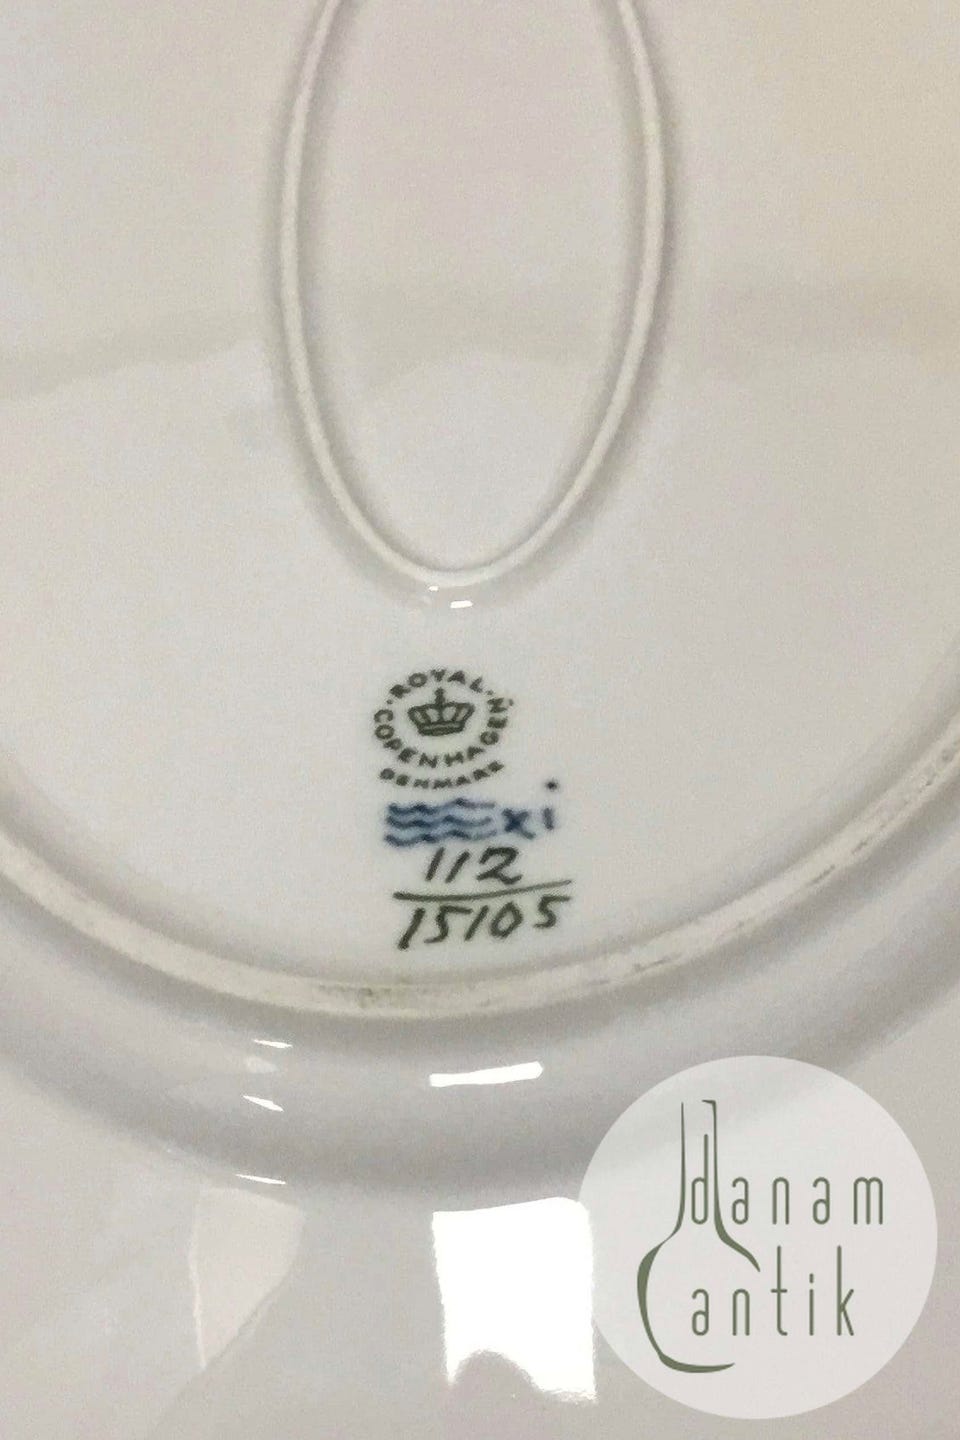 ROYAL
COPENHAGEN
DENMARK
xi
112
15105
danam
antik